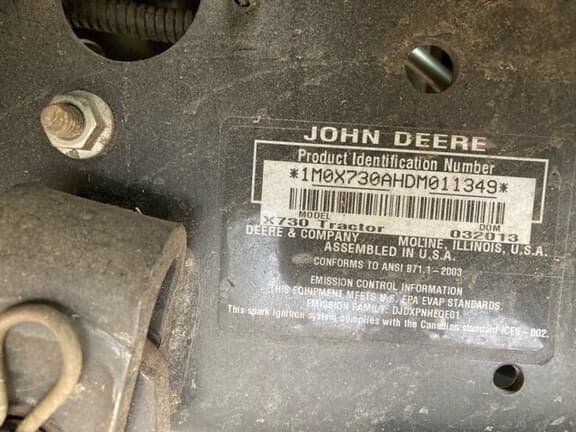 JOHN DEERE
Product Identification Number
*1M0X730AHDM011349*
MODEL DOM
X730 Tractor 032013
DEERE & COMPANY MOLINE, ILLINOIS, U.S.A.
ASSEMBLED IN U.S.A.
CONFORMS TO ANSI B71.1-2003
EMISSION CONTROL INFORMATION
THIS EQUIPMENT MEETS U.S. EPA EVAP STANDARDS.
EMISSION FAMILY: DJDXPNHEQE01
This spark ignition system complies with the Canadian standard ICES-002.